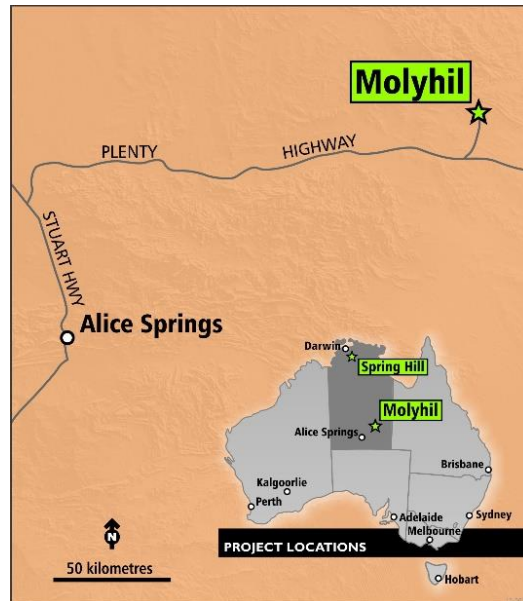 Molyhil
PLENTY HIGHWAY
STUART HWY
Alice Springs
Darwin
Spring Hill
Molyhil
Alice Springs
Brisbane
Kalgoorlie
Perth
Sydney
Adelaide
Melbourne
PROJECT LOCATIONS
Hobart
N
50 kilometres